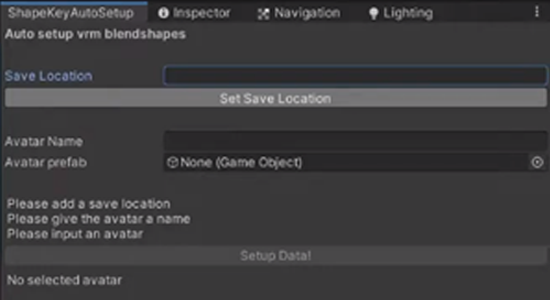 ShapeKeyAutoSetup Inspector Navigation Lighting
Auto setup vrm blendshapes
Save Location
Set Save Location
Avatar Name
Avatar prefab None (Game Object)
Please add a save location
Please give the avatar a name
Please input an avatar
Setup Data!
No selected avatar